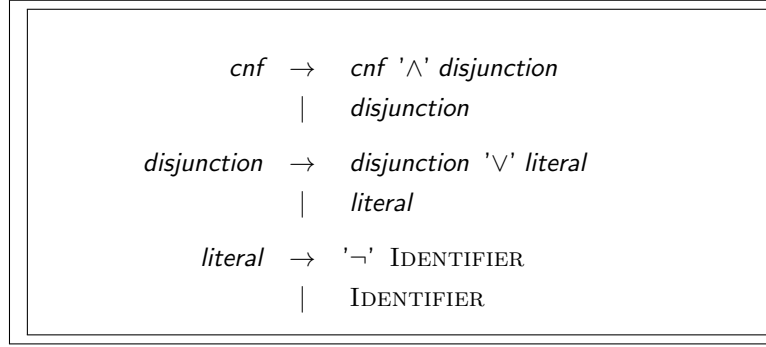 cnf → cnf '∧' disjunction
| disjunction
disjunction → disjunction '∨' literal
| literal
literal → '¬' IDENTIFIER
| IDENTIFIER